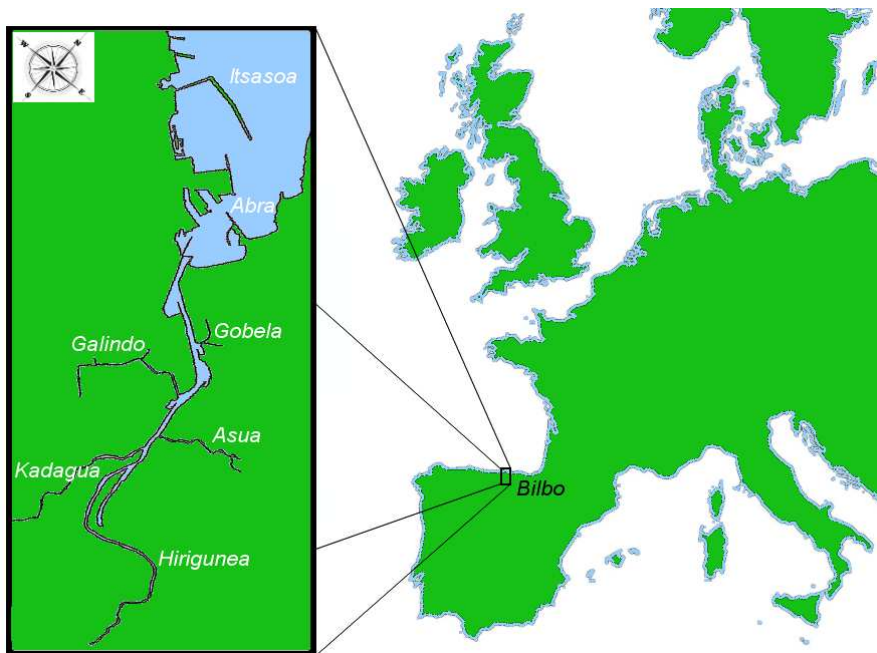 Itsasoa
Abra
Gobela
Galindo
Asua
Kadagua
Hirigunea
Bilbo